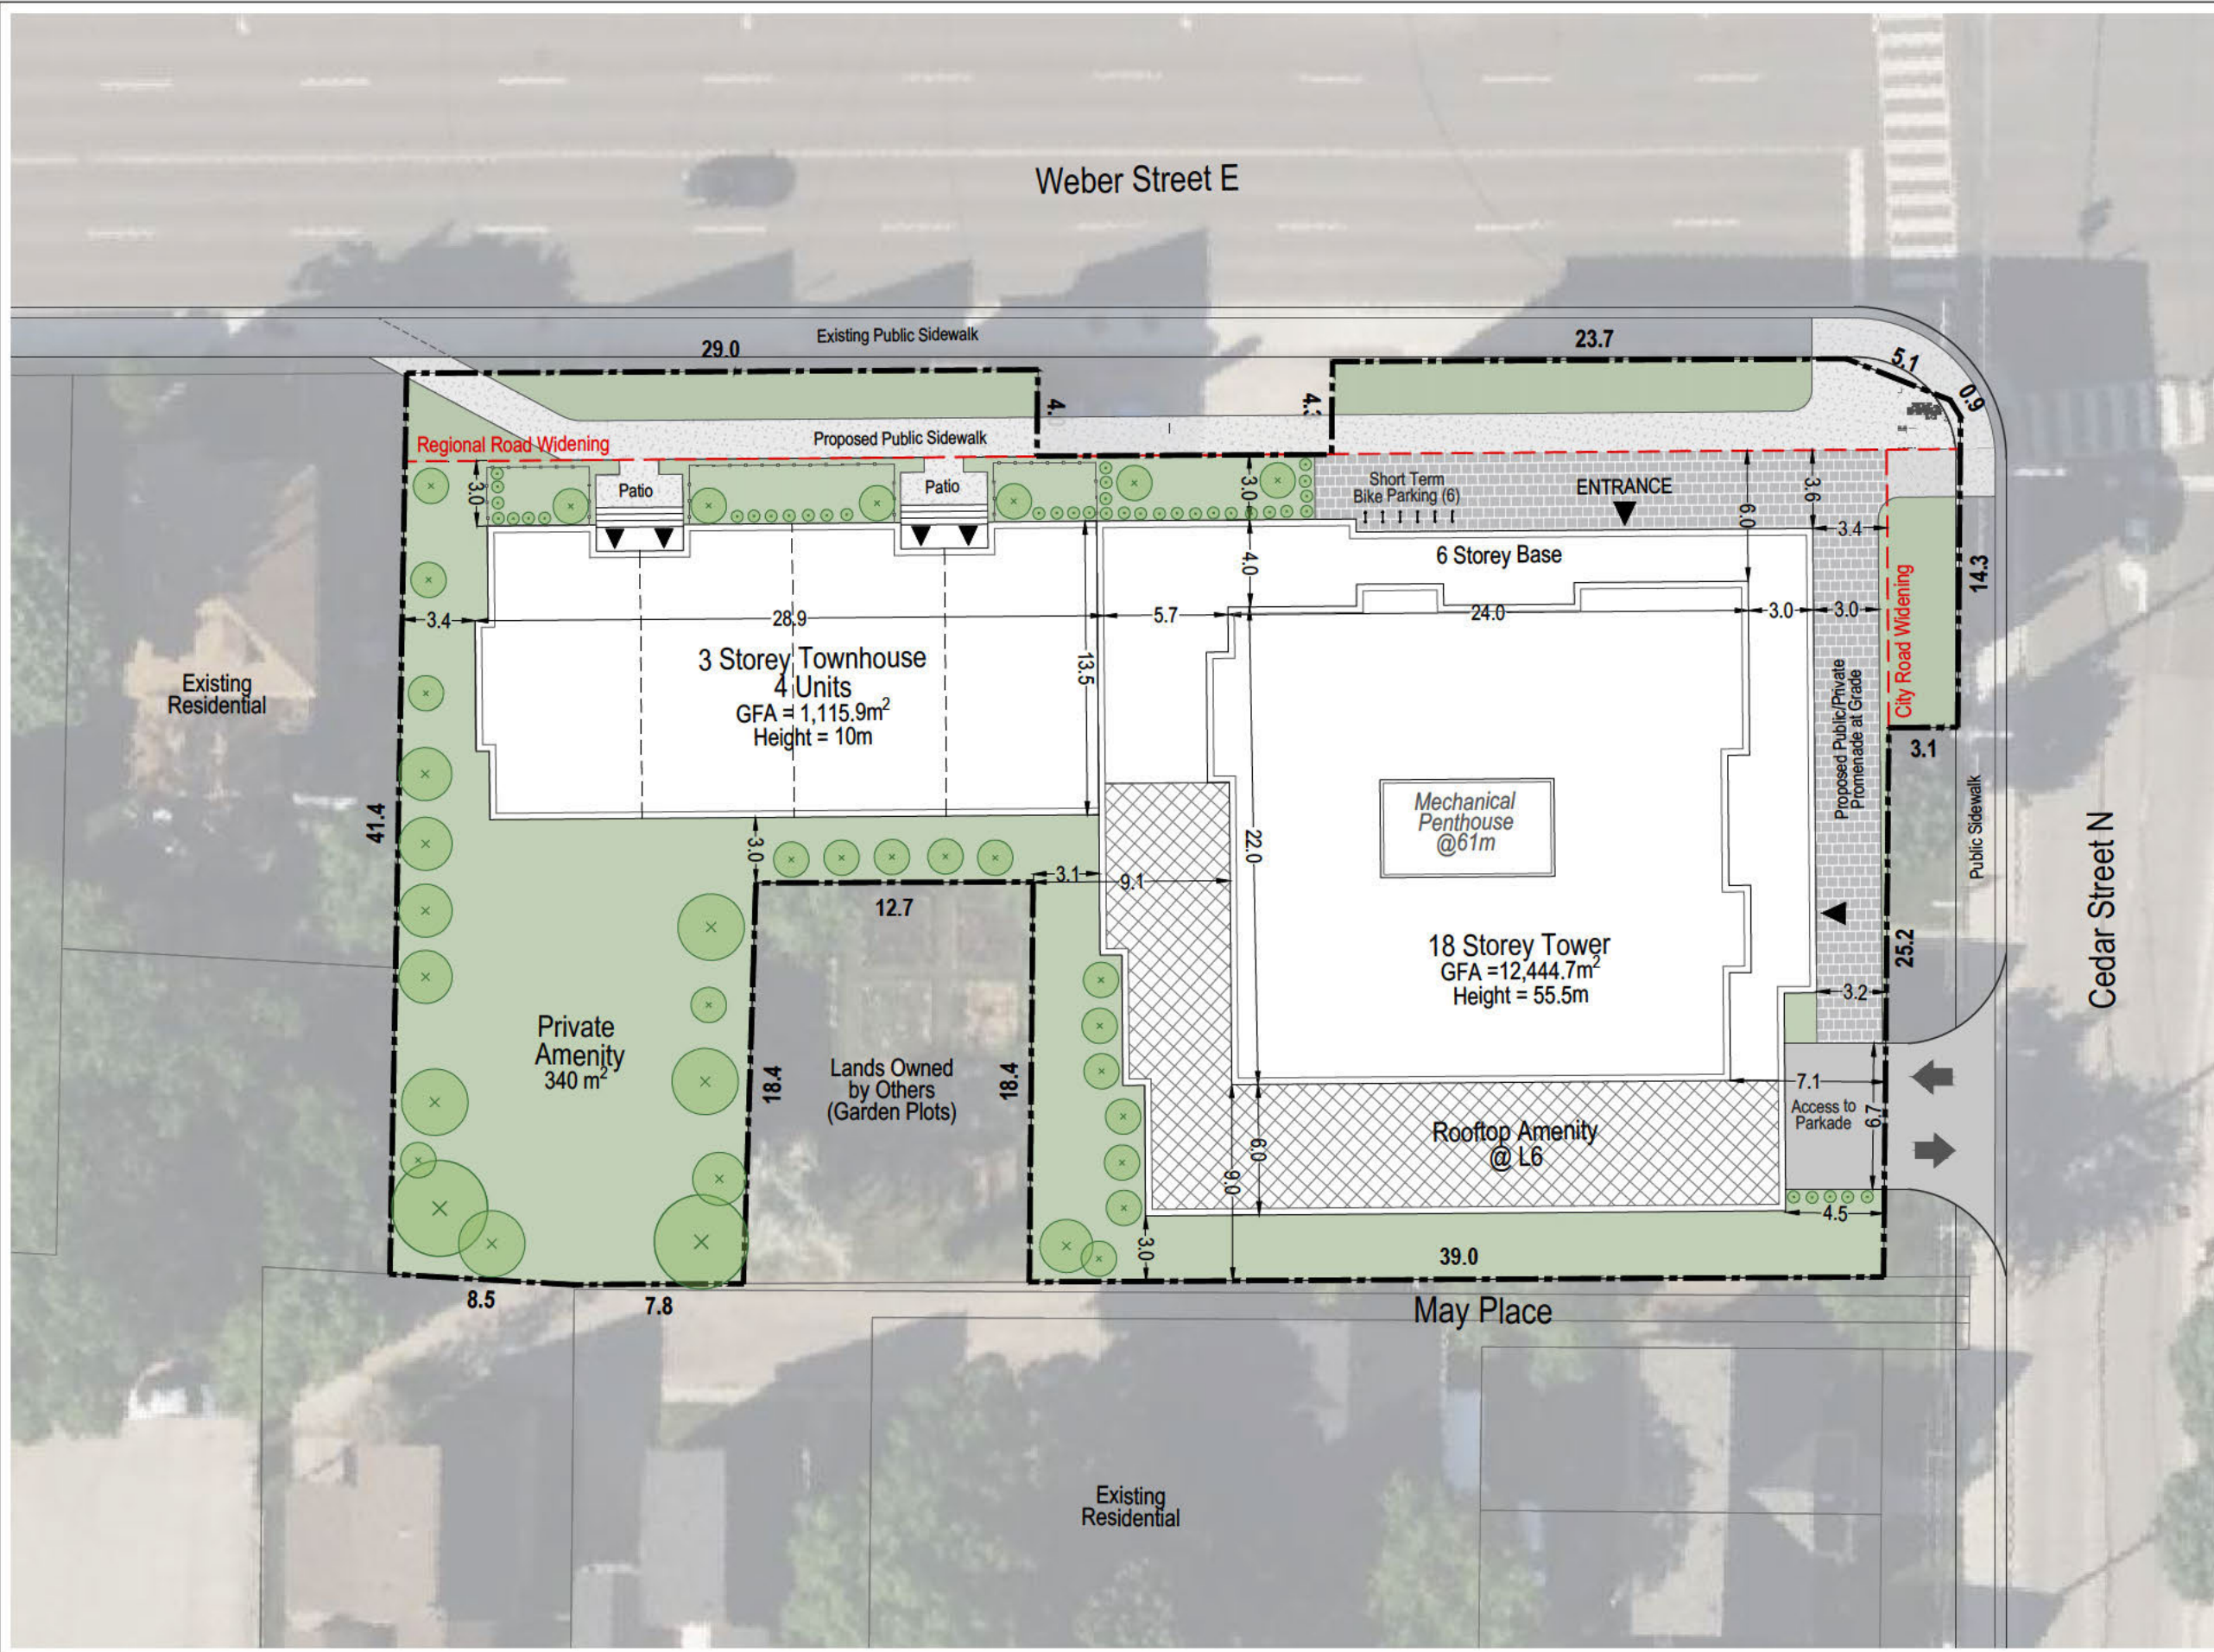 Weber Street E
Existing Public Sidewalk
29.0
23.7
5.1
0.9
4.
4.3
Regional Road Widening
Proposed Public Sidewalk
3.0
Patio
Patio
3.0
Short Term
Bike Parking (6)
ENTRANCE
6.0
3.6
3.4
4.0
6 Storey Base
14.3
City Road Widening
3.4
28.9
5.7
24.0
3.0
3.0
Existing
Residential
3 Storey Townhouse
4 Units
GFA = 1,115.9m²
Height = 10m
13.5
Proposed Public/Private
Promenade at Grade
3.1
Public Sidewalk
Cedar Street N
41.4
Mechanical
Penthouse
@61m
22.0
3.0
3.1
9.1
12.7
18 Storey Tower
GFA =12,444.7m²
Height = 55.5m
25.2
3.2
Private
Amenity
340 m²
18.4
Lands Owned
by Others
(Garden Plots)
18.4
7.1
Access to
Parkade
6.7
Rooftop Amenity
@ L6
6.0
9.0
4.5
3.0
39.0
8.5
7.8
May Place
Existing
Residential